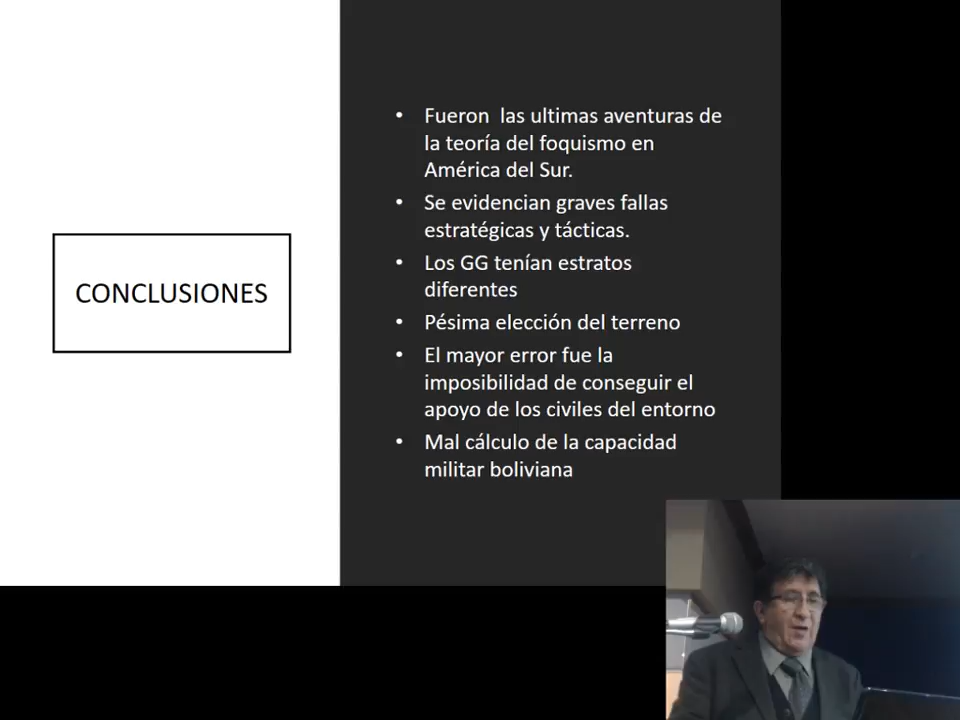 CONCLUSIONES
• Fueron las ultimas aventuras de
la teoría del foquismo en
América del Sur.
• Se evidencian graves fallas
estratégicas y tácticas.
• Los GG tenían estratos
diferentes
• Pésima elección del terreno
• El mayor error fue la
imposibilidad de conseguir el
apoyo de los civiles del entorno
• Mal cálculo de la capacidad
militar boliviana